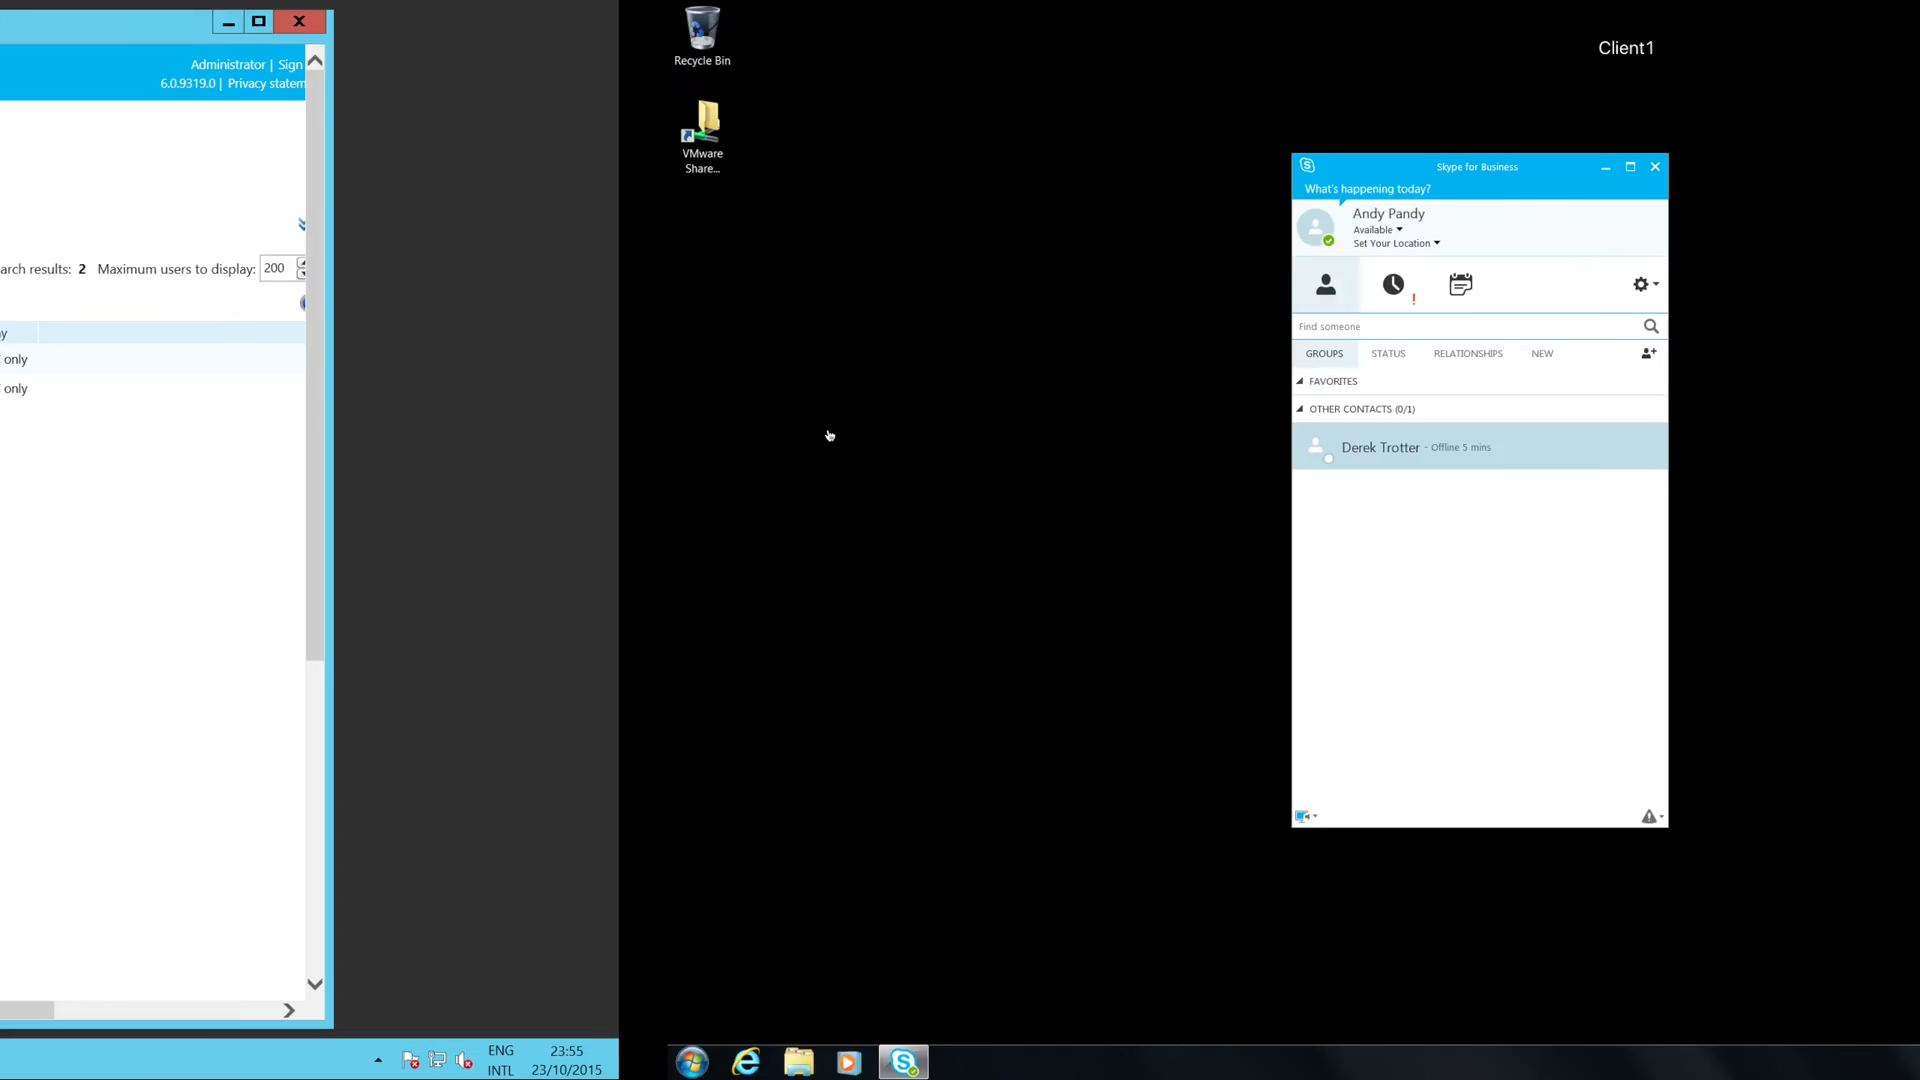 Administrator | Sign
6.0.9319.0 | Privacy statem
arch results: 2 Maximum users to display: 200
y
only
only
ENG
INTL
23:55
23/10/2015
Recycle Bin
VMware
Share...
Client1
Skype for Business
What's happening today?
Andy Pandy
Available
Set Your Location
!
Find someone
GROUPS STATUS RELATIONSHIPS NEW
FAVORITES
OTHER CONTACTS (0/1)
Derek Trotter - Offline 5 mins